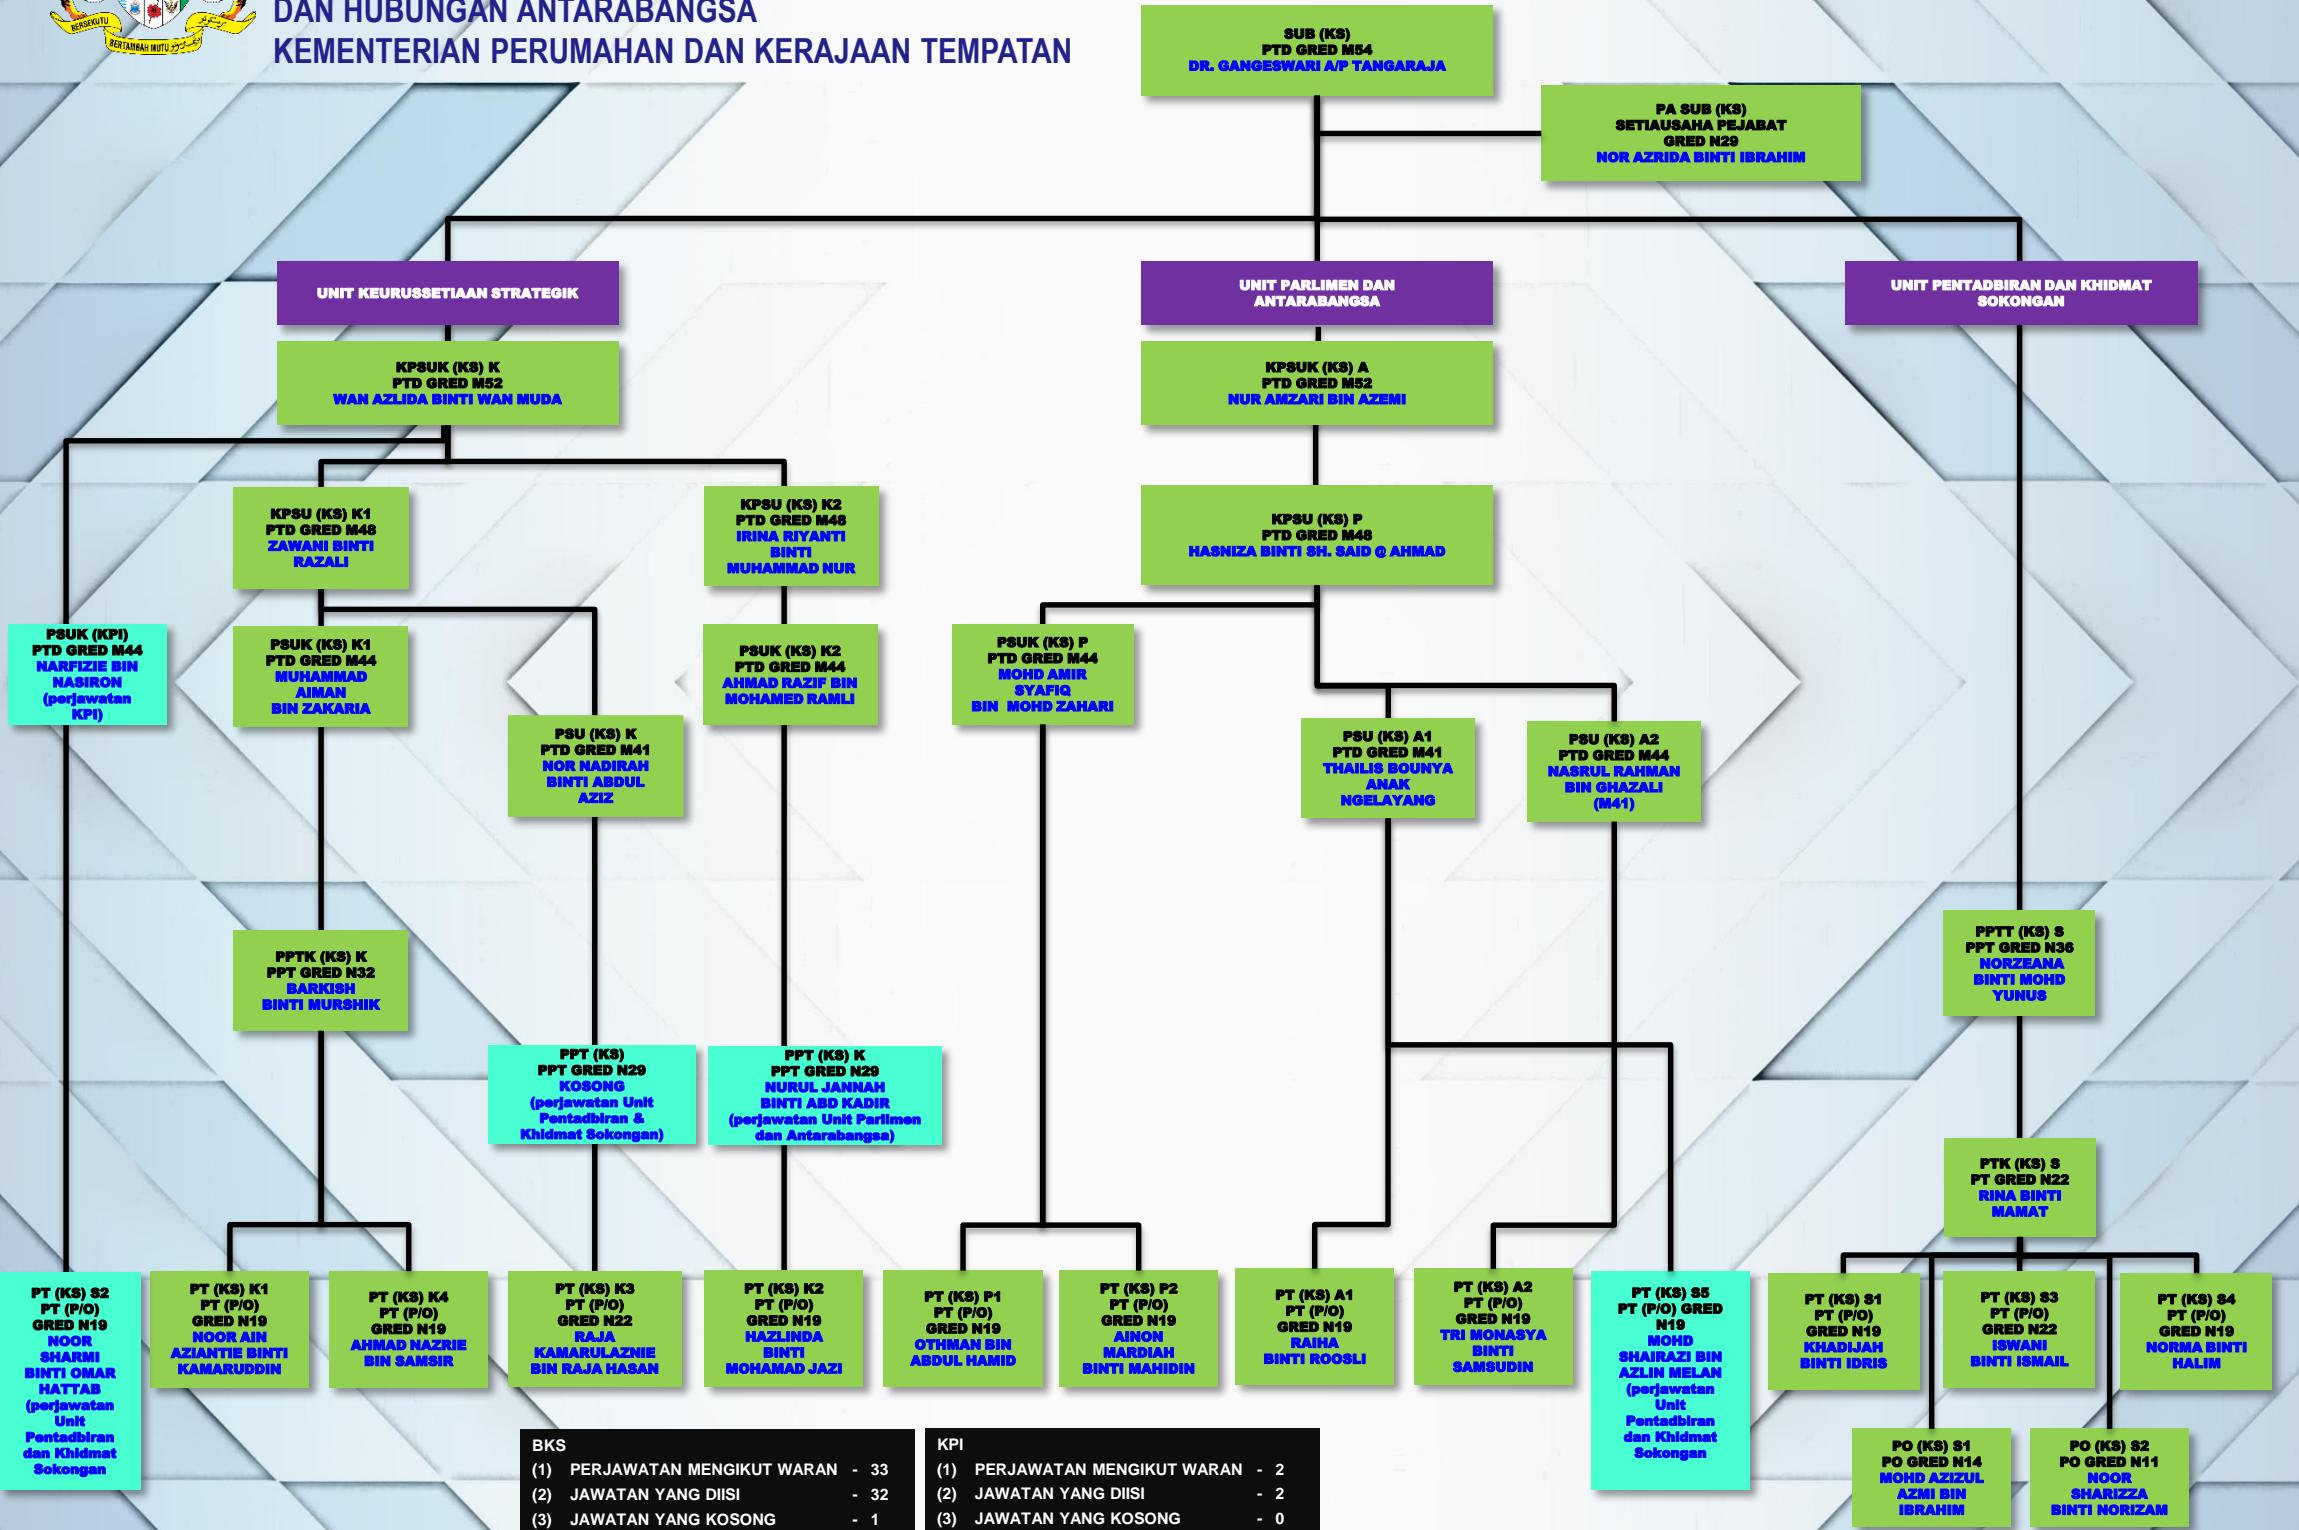 DAN HUBUNGAN ANTARABANGSA
KEMENTERIAN PERUMAHAN DAN KERAJAAN TEMPATAN
BERSEKUTU
BERTAMBAH MUTU
SUB (KS)
PTD GRED M54
DR. GANGESWARI A/P TANGARAJA
PA SUB (KS)
SETIAUSAHA PEJABAT
GRED N29
NOR AZRIDA BINTI IBRAHIM
UNIT KEURUSSETIAAN STRATEGIK
UNIT PARLIMEN DAN
ANTARABANGSA
UNIT PENTADBIRAN DAN KHIDMAT
SOKONGAN
KPSUK (KS) K
PTD GRED M52
WAN AZLIDA BINTI WAN MUDA
KPSUK (KS) A
PTD GRED M52
NUR AMZARI BIN AZEMI
KPSU (KS) K1
PTD GRED M48
ZAWANI BINTI
RAZALI
KPSU (KS) K2
PTD GRED M48
IRINA RIYANTI
BINTI
MUHAMMAD NUR
KPSU (KS) P
PTD GRED M48
HASNIZA BINTI SH. SAID @ AHMAD
PSUK (KPI)
PTD GRED M44
NARFIZIE BIN
NASIRON
(perjawatan
KPI)
PSUK (KS) K1
PTD GRED M44
MUHAMMAD
AIMAN
BIN ZAKARIA
PSU (KS) K
PTD GRED M41
NOR NADIRAH
BINTI ABDUL
AZIZ
PSUK (KS) K2
PTD GRED M44
AHMAD RAZIF BIN
MOHAMED RAMLI
PSUK (KS) P
PTD GRED M44
MOHD AMIR
SYAFIQ
BIN MOHD ZAHARI
PSU (KS) A1
PTD GRED M41
THAILIS BOUNYA
ANAK
NGELAYANG
PSU (KS) A2
PTD GRED M44
NASRUL RAHMAN
BIN GHAZALI
(M41)
PPTK (KS) K
PPT GRED N32
BARKISH
BINTI MURSHIK
PPTT (KS) S
PPT GRED N36
NORZEANA
BINTI MOHD
YUNUS
PPT (KS)
PPT GRED N29
KOSONG
(perjawatan Unit
Pentadbiran &
Khidmat Sokongan)
PPT (KS) K
PPT GRED N29
NURUL JANNAH
BINTI ABD KADIR
(perjawatan Unit Parlimen
dan Antarabangsa)
PTK (KS) S
PT GRED N22
RINA BINTI
MAMAT
PT (KS) S2
PT (P/O)
GRED N19
NOOR
SHARMI
BINTI OMAR
HATTAB
(perjawatan
Unit
Pentadbiran
dan Khidmat
Sokongan
PT (KS) K1
PT (P/O)
GRED N19
NOOR AIN
AZIANTIE BINTI
KAMARUDDIN
PT (KS) K4
PT (P/O)
GRED N19
AHMAD NAZRIE
BIN SAMSIR
PT (KS) K3
PT (P/O)
GRED N22
RAJA
KAMARULAZNIE
BIN RAJA HASAN
PT (KS) K2
PT (P/O)
GRED N19
HAZLINDA
BINTI
MOHAMAD JAZI
PT (KS) P1
PT (P/O)
GRED N19
OTHMAN BIN
ABDUL HAMID
PT (KS) P2
PT (P/O)
GRED N19
AINON
MARDIAH
BINTI MAHIDIN
PT (KS) A1
PT (P/O)
GRED N19
RAIHA
BINTI ROOSLI
PT (KS) A2
PT (P/O)
GRED N19
TRI MONASYA
BINTI
SAMSUDIN
PT (KS) S5
PT (P/O) GRED
N19
MOHD
SHAIRAZI BIN
AZLIN MELAN
(perjawatan
Unit
Pentadbiran
dan Khidmat
Sokongan
PT (KS) S1
PT (P/O)
GRED N19
KHADIJAH
BINTI IDRIS
PT (KS) S3
PT (P/O)
GRED N22
ISWANI
BINTI ISMAIL
PT (KS) S4
PT (P/O)
GRED N19
NORMA BINTI
HALIM
PO (KS) S1
PO GRED N14
MOHD AZIZUL
AZMI BIN
IBRAHIM
PO (KS) S2
PO GRED N11
NOOR
SHARIZZA
BINTI NORIZAM
BKS
(1) PERJAWATAN MENGIKUT WARAN - 33
(2) JAWATAN YANG DIISI - 32
(3) JAWATAN YANG KOSONG - 1
KPI
(1) PERJAWATAN MENGIKUT WARAN - 2
(2) JAWATAN YANG DIISI - 2
(3) JAWATAN YANG KOSONG - 0